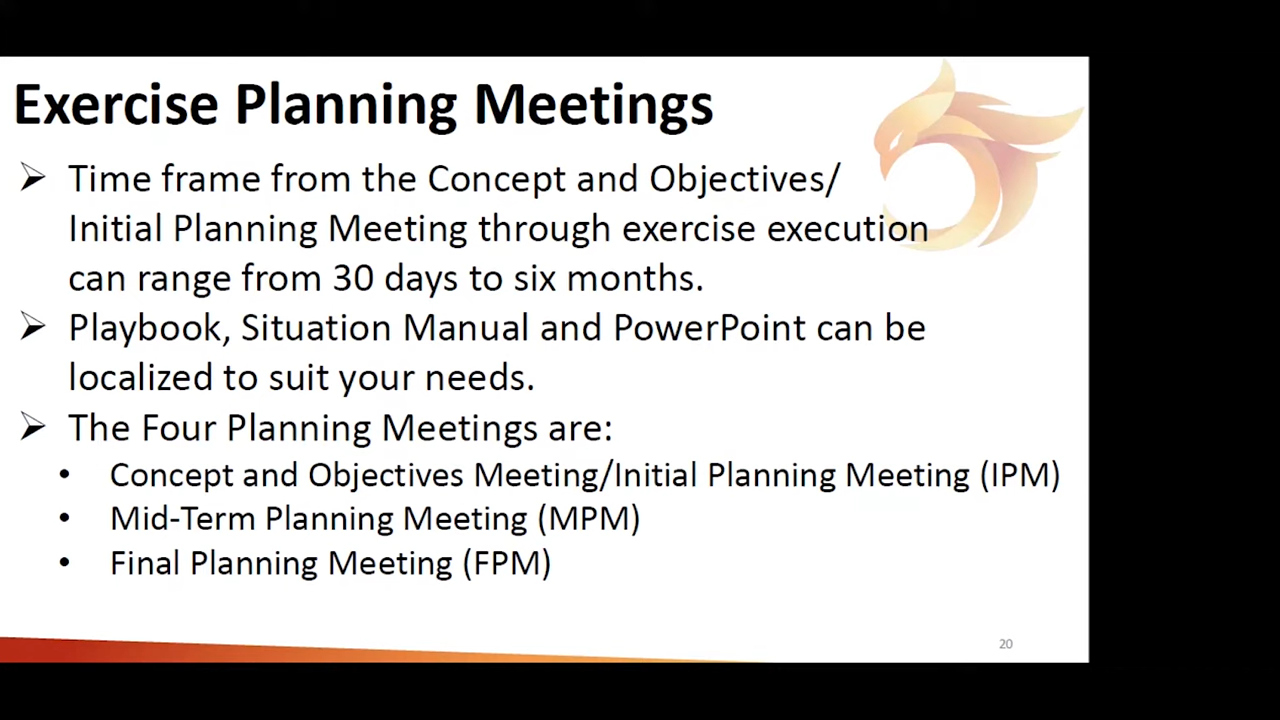 Exercise Planning Meetings
➢ Time frame from the Concept and Objectives/
Initial Planning Meeting through exercise execution
can range from 30 days to six months.
➢ Playbook, Situation Manual and PowerPoint can be
localized to suit your needs.
➢ The Four Planning Meetings are:
• Concept and Objectives Meeting/Initial Planning Meeting (IPM)
• Mid-Term Planning Meeting (MPM)
• Final Planning Meeting (FPM)
20